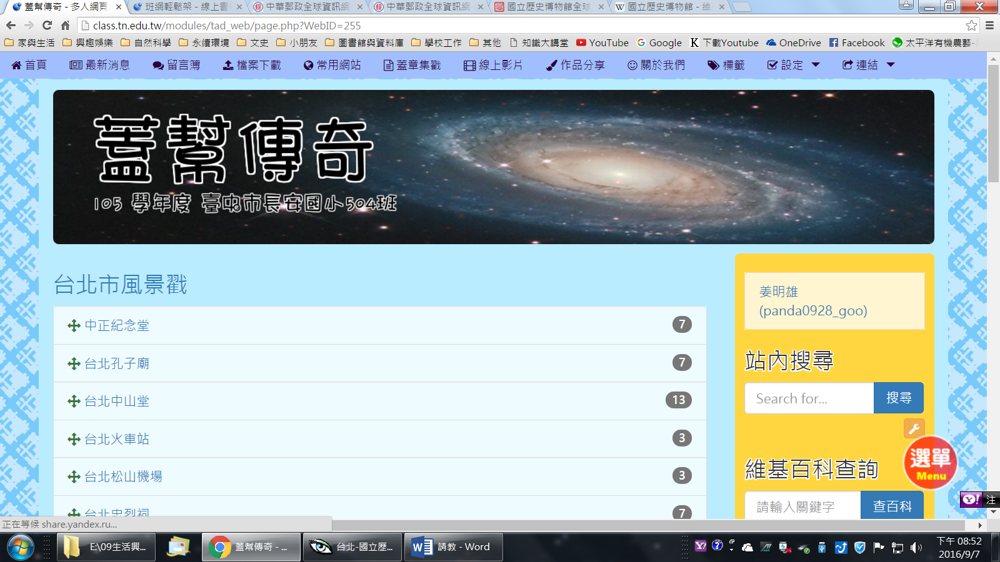 蓋幫傳奇 - 多人網頁
班網輕鬆架 - 線上書
中華郵政全球資訊網
中華郵政全球資訊網
國立歷史博物館全球
國立歷史博物館 - 維
class.tn.edu.tw/modules/tad_web/page.php?WebID=255
家與生活 興趣娛樂 自然科學 永續環境 文史 小朋友 圖書館與資料庫 學校工作 其他 知識大講堂 YouTube Google 下載Youtube OneDrive Facebook 太平洋有機農藝-
首頁 最新消息 留言簿 檔案下載 常用網站 蓋章集戳 線上影片 作品分享 關於我們 標籤 設定 連結
蓋幫傳奇
105 學年度 臺中市長安國小504班
台北市風景戳
中正紀念堂 7
台北孔子廟 7
台北中山堂 13
台北火車站 3
台北松山機場 3
台北忠烈祠 7
姜明雄
(panda0928_goo)
站內搜尋
Search for... 搜尋
選單
Menu
維基百科查詢
請輸入關鍵字 查百科
注
正在等候 share.yandex.ru...
E:\09生活興... 蓋幫傳奇 - ... 台北-國立歷... 請教 - Word
下午 08:52
2016/9/7